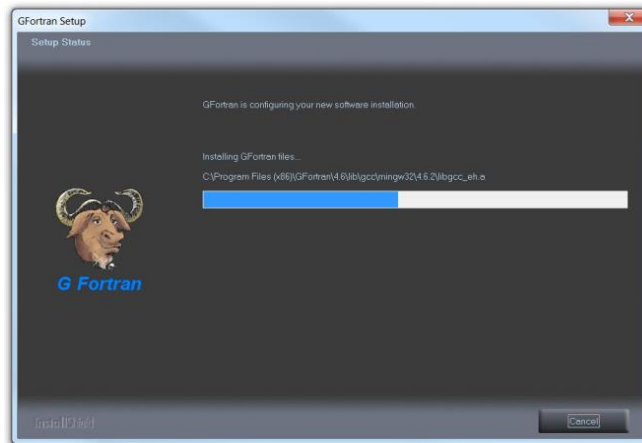 GFortran Setup
Setup Status
GFortran is configuring your new software installation.
Installing GFortran files...
C:\Program Files (x86)\GFortran\4.6\lib\gcc\mingw32\4.6.2\libgcc_eh.a
G Fortran
InstallShield
Cancel